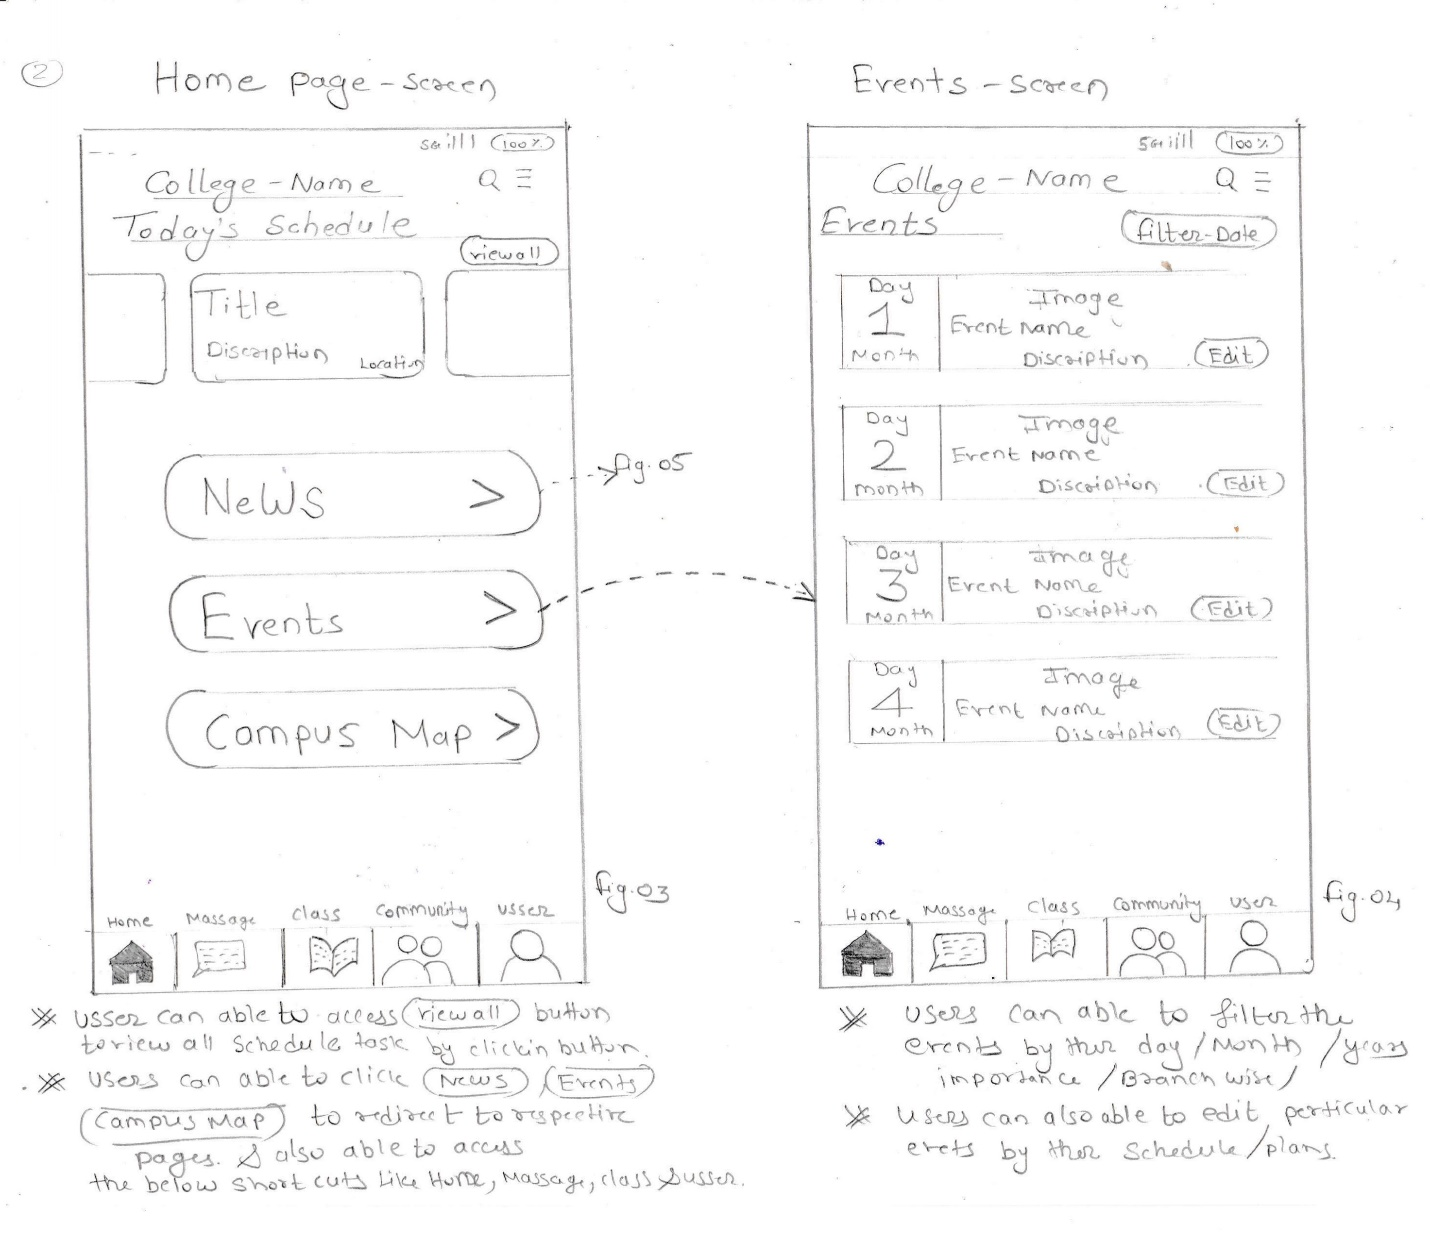 2
Home page - screen
5G 100%
College - Name
Today's Schedule
view all
Title
Discription
Location
News >
fig. 05
Events >
Campus Map >
fig. 03
Home Massage Class Community usser
usser can able to access view all button
to view all Schedule task by clickin button.
users can able to click News / Events /
Campus Map to redirect to respective
pages. & also able to access
the below short cuts like Home, Massage, class & usser.
Events - screen
5G 100%
College - Name
Events
filter-Date
Day
1
Month
Image
Event Name
Discription
Edit
Day
2
month
Image
Event Name
Discription
Edit
Day
3
Month
Image
Event Name
Discription
Edit
Day
4
Month
Image
Event Name
Discription
Edit
fig. 04
Home Massage Class Community user
users can able to filter the
events by ther day / Month / years
importance / Branch wise /
users can also able to edit perticular
evets by ther Schedule / plans.